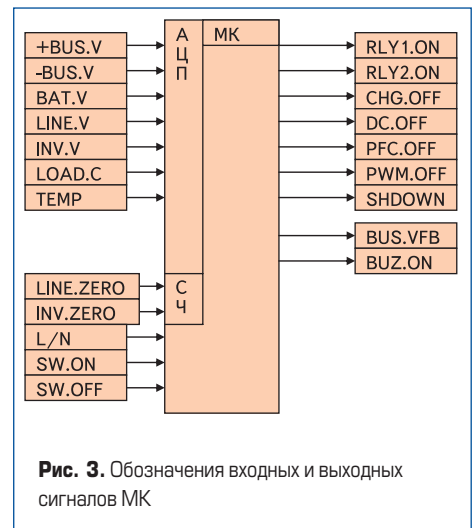 +BUS.V
-BUS.V
BAT.V
LINE.V
INV.V
LOAD.C
TEMP
LINE.ZERO
INV.ZERO
L/N
SW.ON
SW.OFF
А
Ц
П
С
Ч
МК
RLY1.ON
RLY2.ON
CHG.OFF
DC.OFF
PFC.OFF
PWM.OFF
SHDOWN
BUS.VFB
BUZ.ON
Рис. 3. Обозначения входных и выходных
сигналов МК